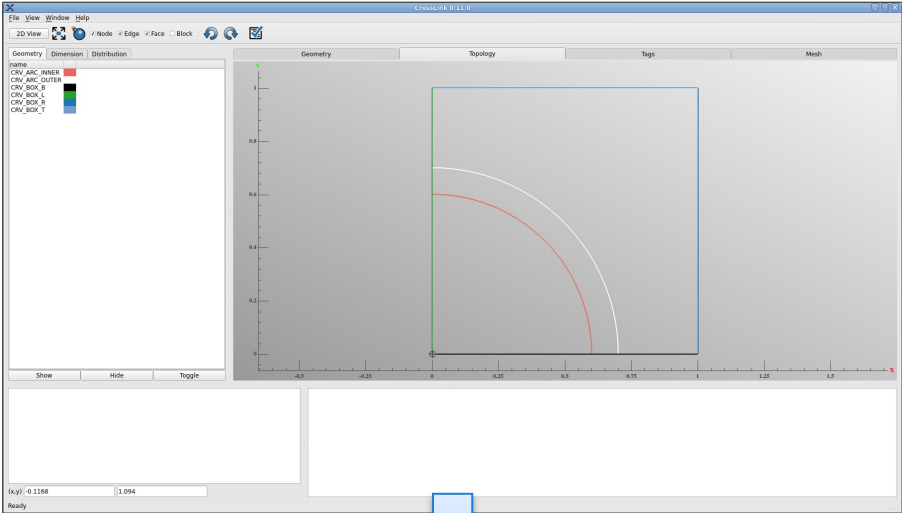 CrossLink 0.11.0
File View Window Help
2D View Node Edge Face Block
Geometry Dimension Distribution
Geometry Topology Tags Mesh
name
CRV_ARC_INNER
CRV_ARC_OUTER
CRV_BOX_B
CRV_BOX_L
CRV_BOX_R
CRV_BOX_T
Y
1
0.8
0.6
0.4
0.2
0
-0.5 -0.25 0 0.25 0.5 0.75 1 1.25 1.5 X
Show Hide Toggle
(x,y) -0.1168 1.094
Ready